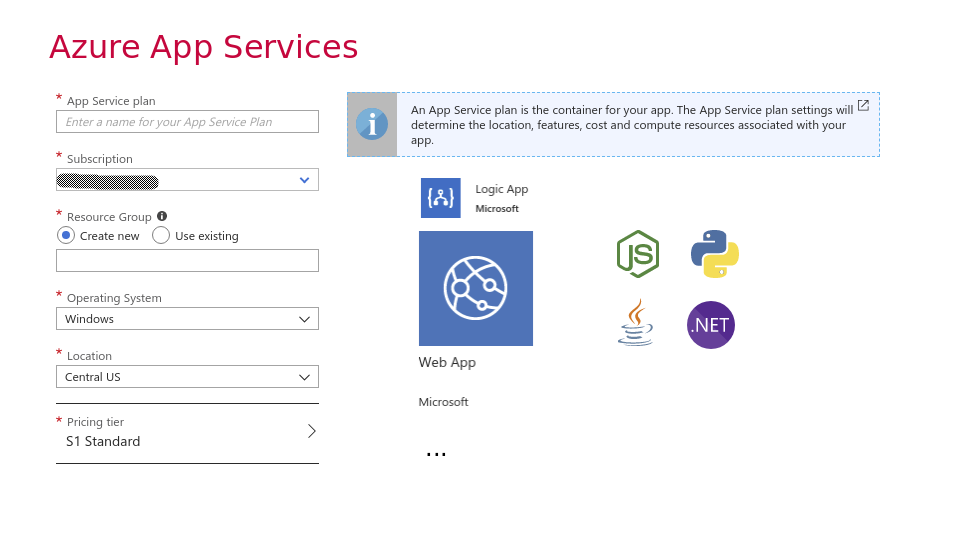 Azure App Services
* App Service plan
Enter a name for your App Service Plan
* Subscription
* Resource Group
Create new
Use existing
* Operating System
Windows
* Location
Central US
* Pricing tier
S1 Standard
An App Service plan is the container for your app. The App Service plan settings will
determine the location, features, cost and compute resources associated with your
app.
Logic App
Microsoft
JS
.NET
Web App
Microsoft
...